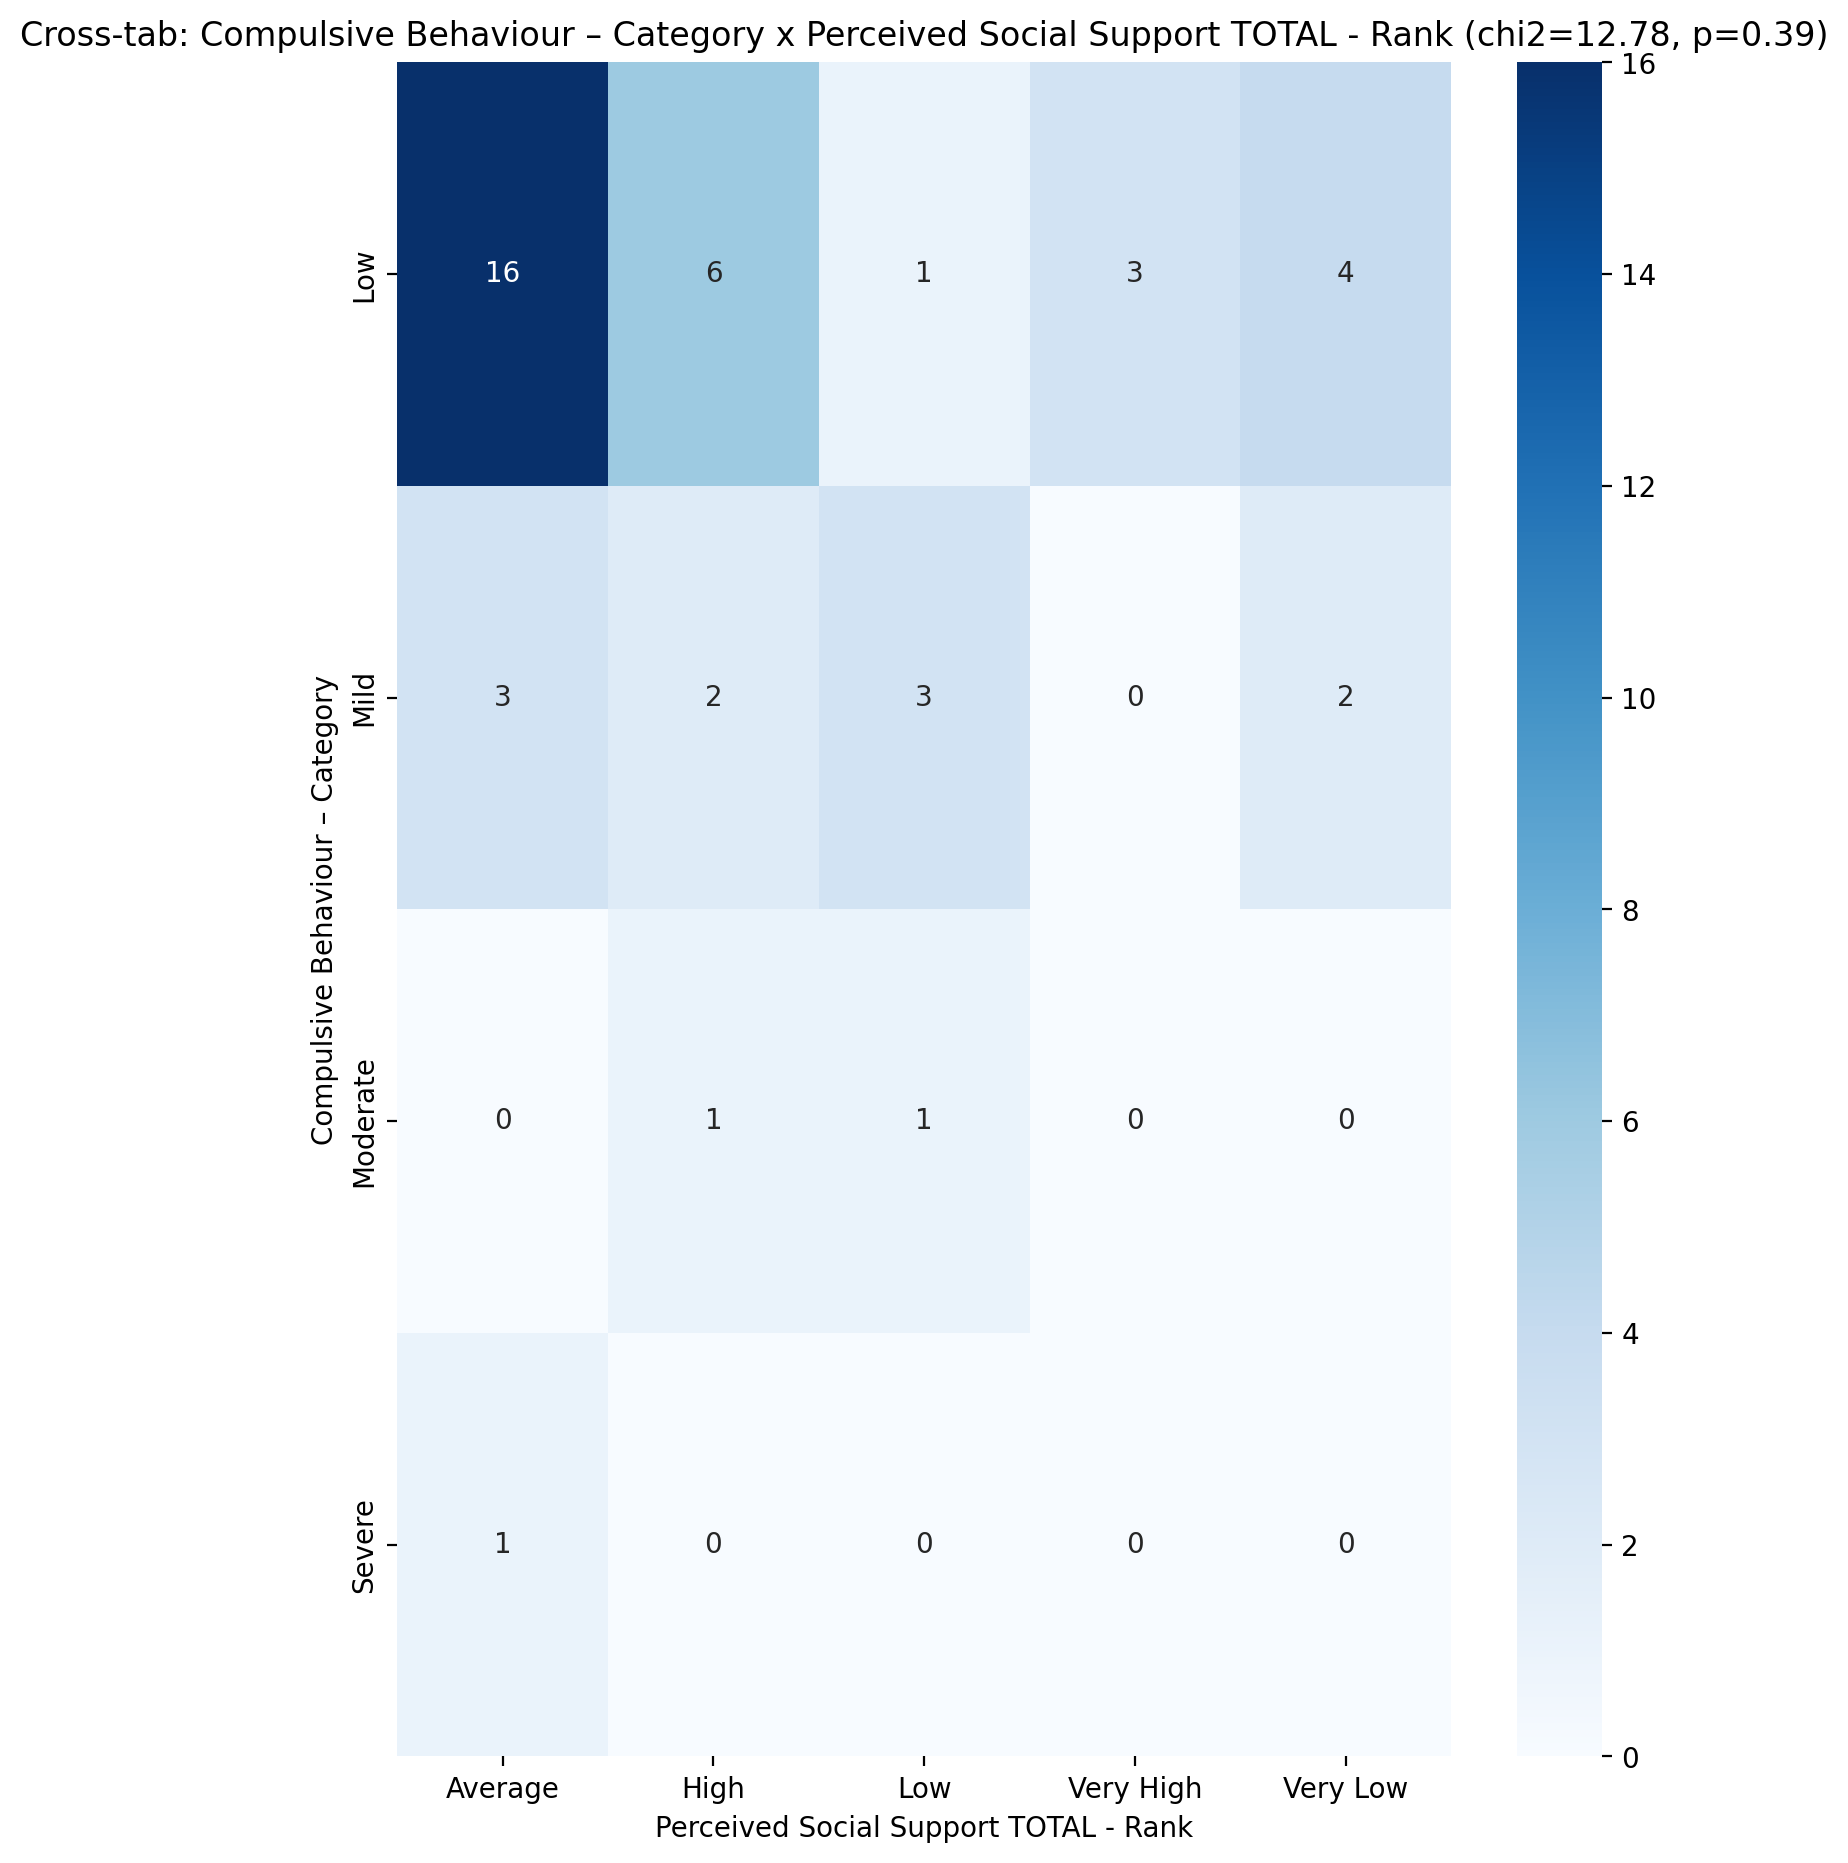 Cross-tab: Compulsive Behaviour – Category x Perceived Social Support TOTAL - Rank (chi2=12.78, p=0.39)
Compulsive Behaviour – Category
Low
16 6 1 3 4
Mild
3 2 3 0 2
Moderate
0 1 1 0 0
Severe
1 0 0 0 0
Average High Low Very High Very Low
Perceived Social Support TOTAL - Rank
16
14
12
10
8
6
4
2
0